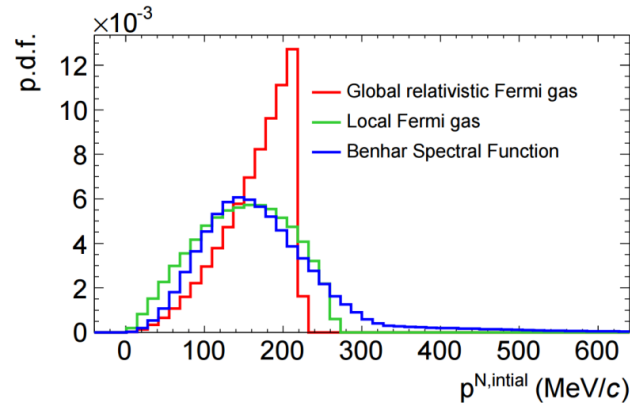 ×10⁻³
p.d.f.
12
10
8
6
4
2
0
Global relativistic Fermi gas
Local Fermi gas
Benhar Spectral Function
0 100 200 300 400 500 600
p^N,intial (MeV/c)